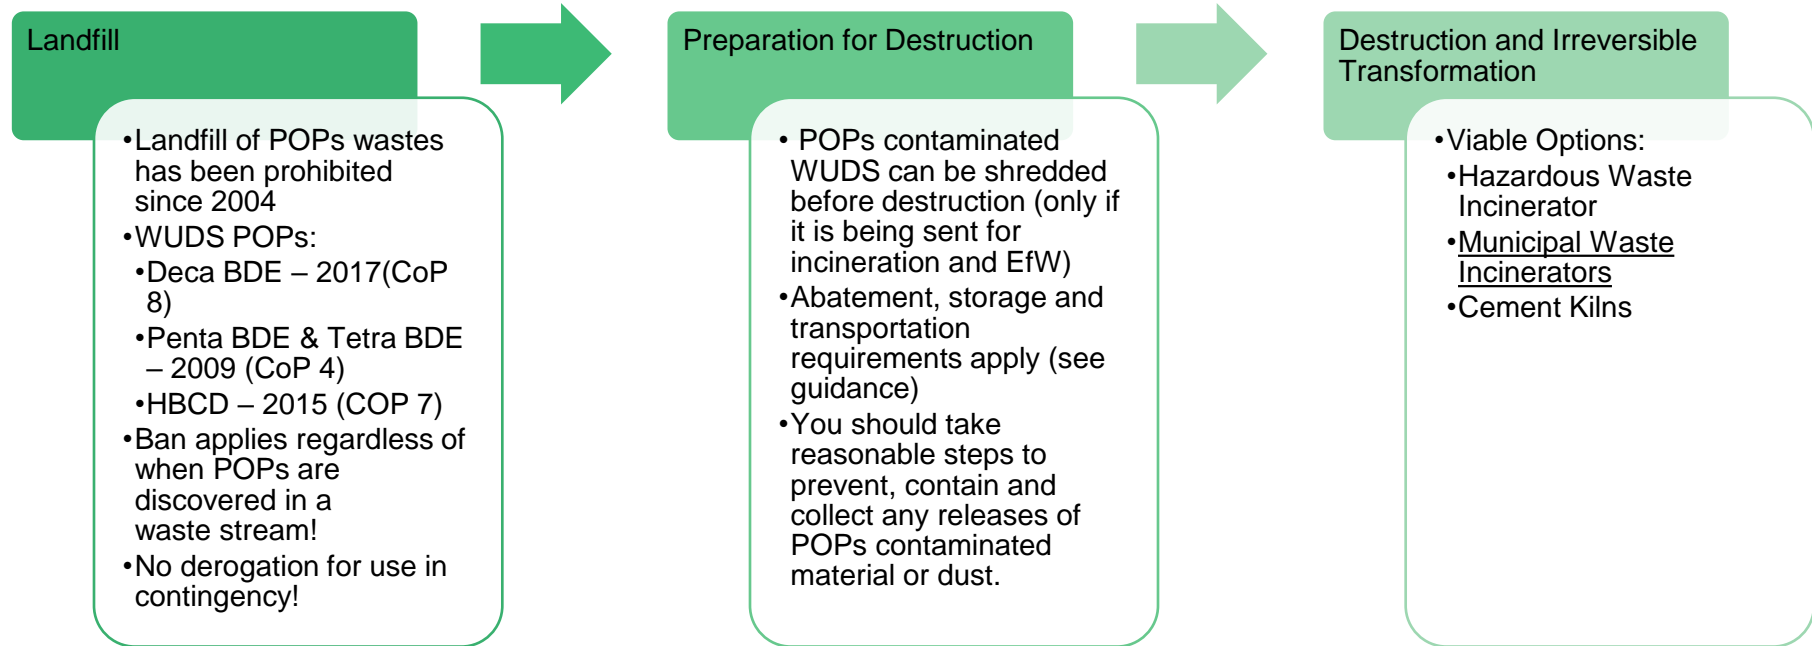 Landfill
•Landfill of POPs wastes
has been prohibited
since 2004
•WUDS POPs:
•Deca BDE – 2017(CoP
8)
•Penta BDE & Tetra BDE
– 2009 (CoP 4)
•HBCD – 2015 (COP 7)
•Ban applies regardless of
when POPs are
discovered in a
waste stream!
•No derogation for use in
contingency!
Preparation for Destruction
• POPs contaminated
WUDS can be shredded
before destruction (only if
it is being sent for
incineration and EfW)
•Abatement, storage and
transportation
requirements apply (see
guidance)
•You should take
reasonable steps to
prevent, contain and
collect any releases of
POPs contaminated
material or dust.
Destruction and Irreversible
Transformation
•Viable Options:
•Hazardous Waste
Incinerator
•Municipal Waste
Incinerators
•Cement Kilns